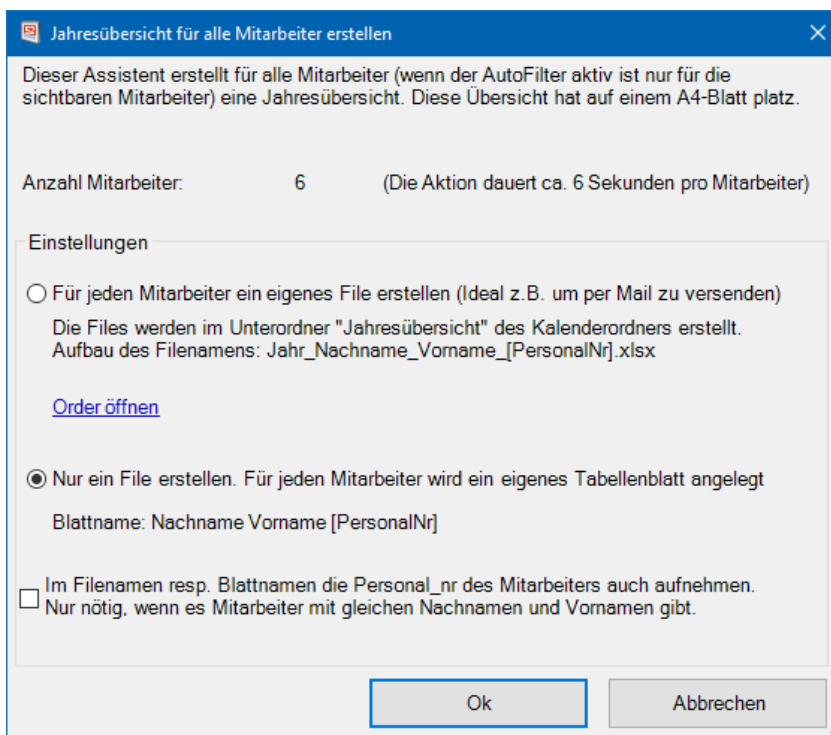 Jahresübersicht für alle Mitarbeiter erstellen
Dieser Assistent erstellt für alle Mitarbeiter (wenn der AutoFilter aktiv ist nur für die
sichtbaren Mitarbeiter) eine Jahresübersicht. Diese Übersicht hat auf einem A4-Blatt platz.
Anzahl Mitarbeiter: 6 (Die Aktion dauert ca. 6 Sekunden pro Mitarbeiter)
Einstellungen
Für jeden Mitarbeiter ein eigenes File erstellen (Ideal z.B. um per Mail zu versenden)
Die Files werden im Unterordner "Jahresübersicht" des Kalenderordners erstellt.
Aufbau des Filenamens: Jahr_Nachname_Vorname_[PersonalNr].xlsx
Order öffnen
Nur ein File erstellen. Für jeden Mitarbeiter wird ein eigenes Tabellenblatt angelegt
Blattname: Nachname Vorname [PersonalNr]
Im Filenamen resp. Blattnamen die Personal_nr des Mitarbeiters auch aufnehmen.
Nur nötig, wenn es Mitarbeiter mit gleichen Nachnamen und Vornamen gibt.
Ok Abbrechen